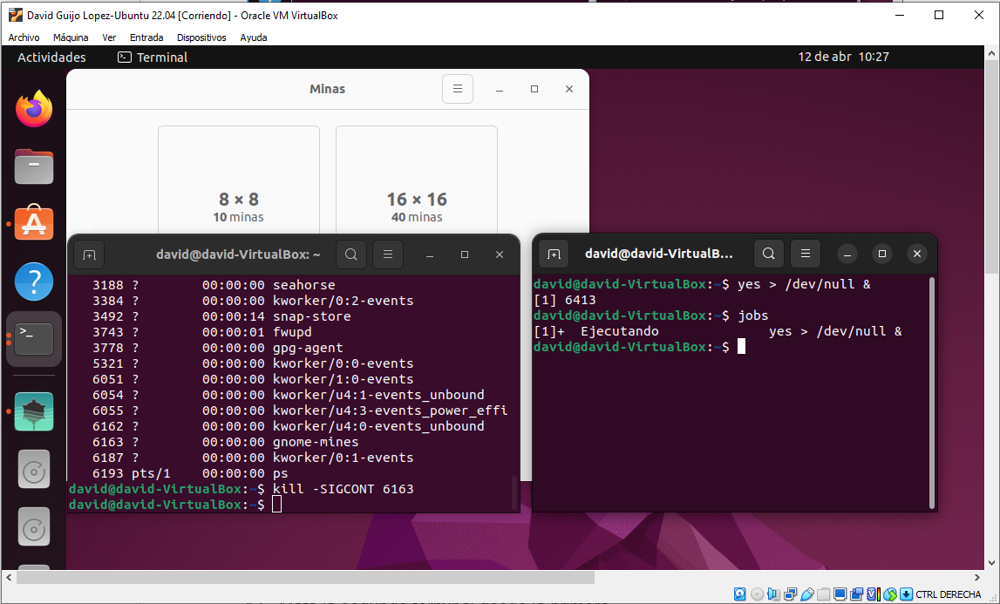 David Guijo Lopez-Ubuntu 22.04 [Corriendo] - Oracle VM VirtualBox
Archivo Máquina Ver Entrada Dispositivos Ayuda
Actividades Terminal 12 de abr 10:27
Minas
8 × 8
10 minas
16 × 16
40 minas
david@david-VirtualBox: ~
3188 ? 00:00:00 seahorse
3384 ? 00:00:00 kworker/0:2-events
3492 ? 00:00:14 snap-store
3743 ? 00:00:01 fwupd
3778 ? 00:00:00 gpg-agent
5321 ? 00:00:00 kworker/0:0-events
6051 ? 00:00:00 kworker/1:0-events
6054 ? 00:00:00 kworker/u4:1-events_unbound
6055 ? 00:00:00 kworker/u4:3-events_power_effi
6162 ? 00:00:00 kworker/u4:0-events_unbound
6163 ? 00:00:00 gnome-mines
6187 ? 00:00:00 kworker/0:1-events
6193 pts/1 00:00:00 ps
david@david-VirtualBox:~$ kill -SIGCONT 6163
david@david-VirtualBox:~$
david@david-VirtualB...
david@david-VirtualBox:~$ yes > /dev/null &
[1] 6413
david@david-VirtualBox:~$ jobs
[1]+ Ejecutando yes > /dev/null &
david@david-VirtualBox:~$
CTRL DERECHA